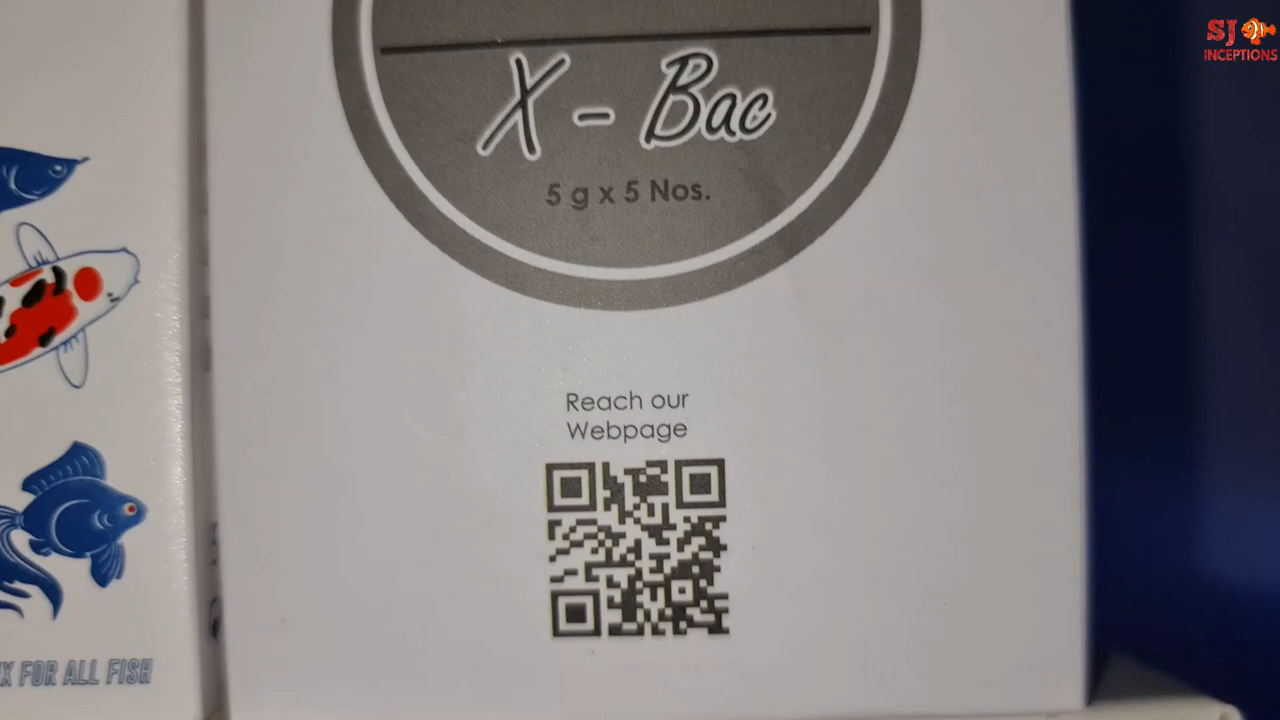 SJ
INCEPTIONS
X - Bac
5 g x 5 Nos.
Reach our
Webpage
FOR ALL FISH